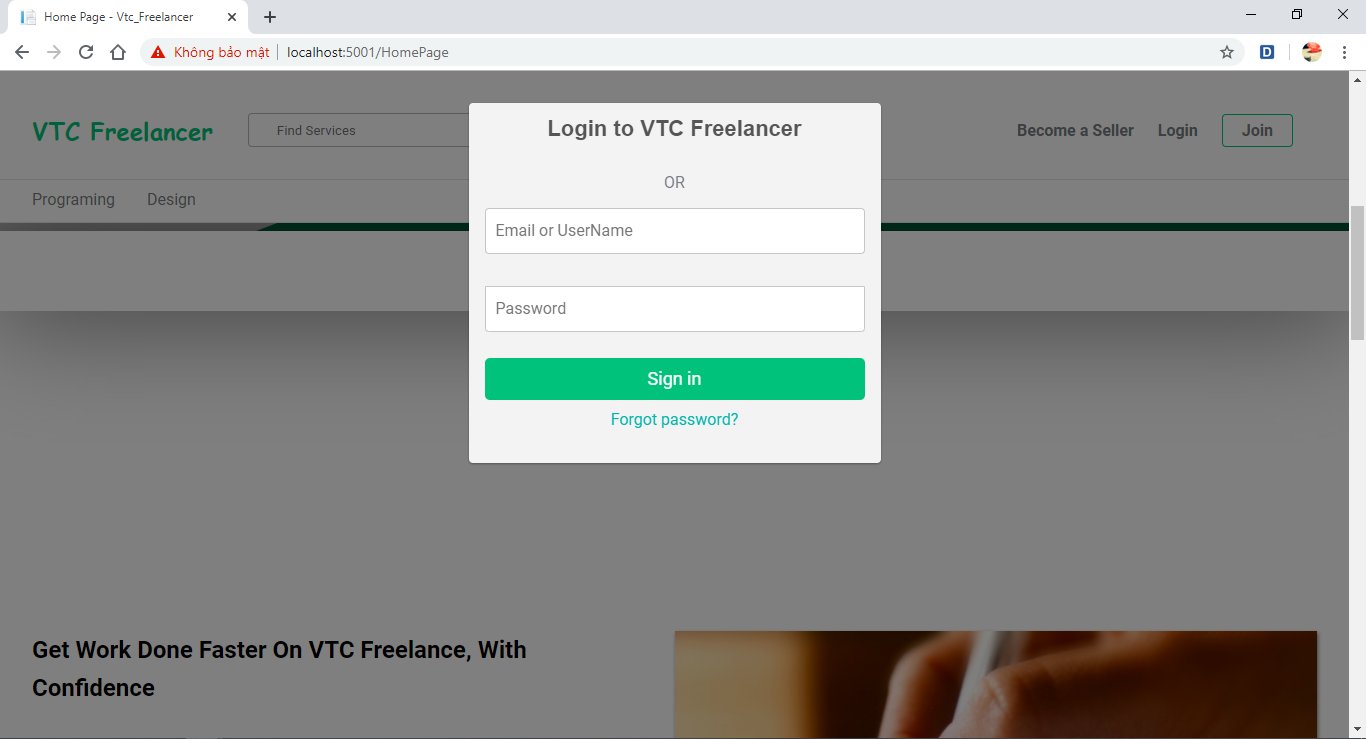 Home Page - Vtc_Freelancer
Không bảo mật
localhost:5001/HomePage
VTC Freelancer
Find Services
Become a Seller
Login
Join
Programing
Design
Login to VTC Freelancer
OR
Email or UserName
Password
Sign in
Forgot password?
Get Work Done Faster On VTC Freelance, With
Confidence